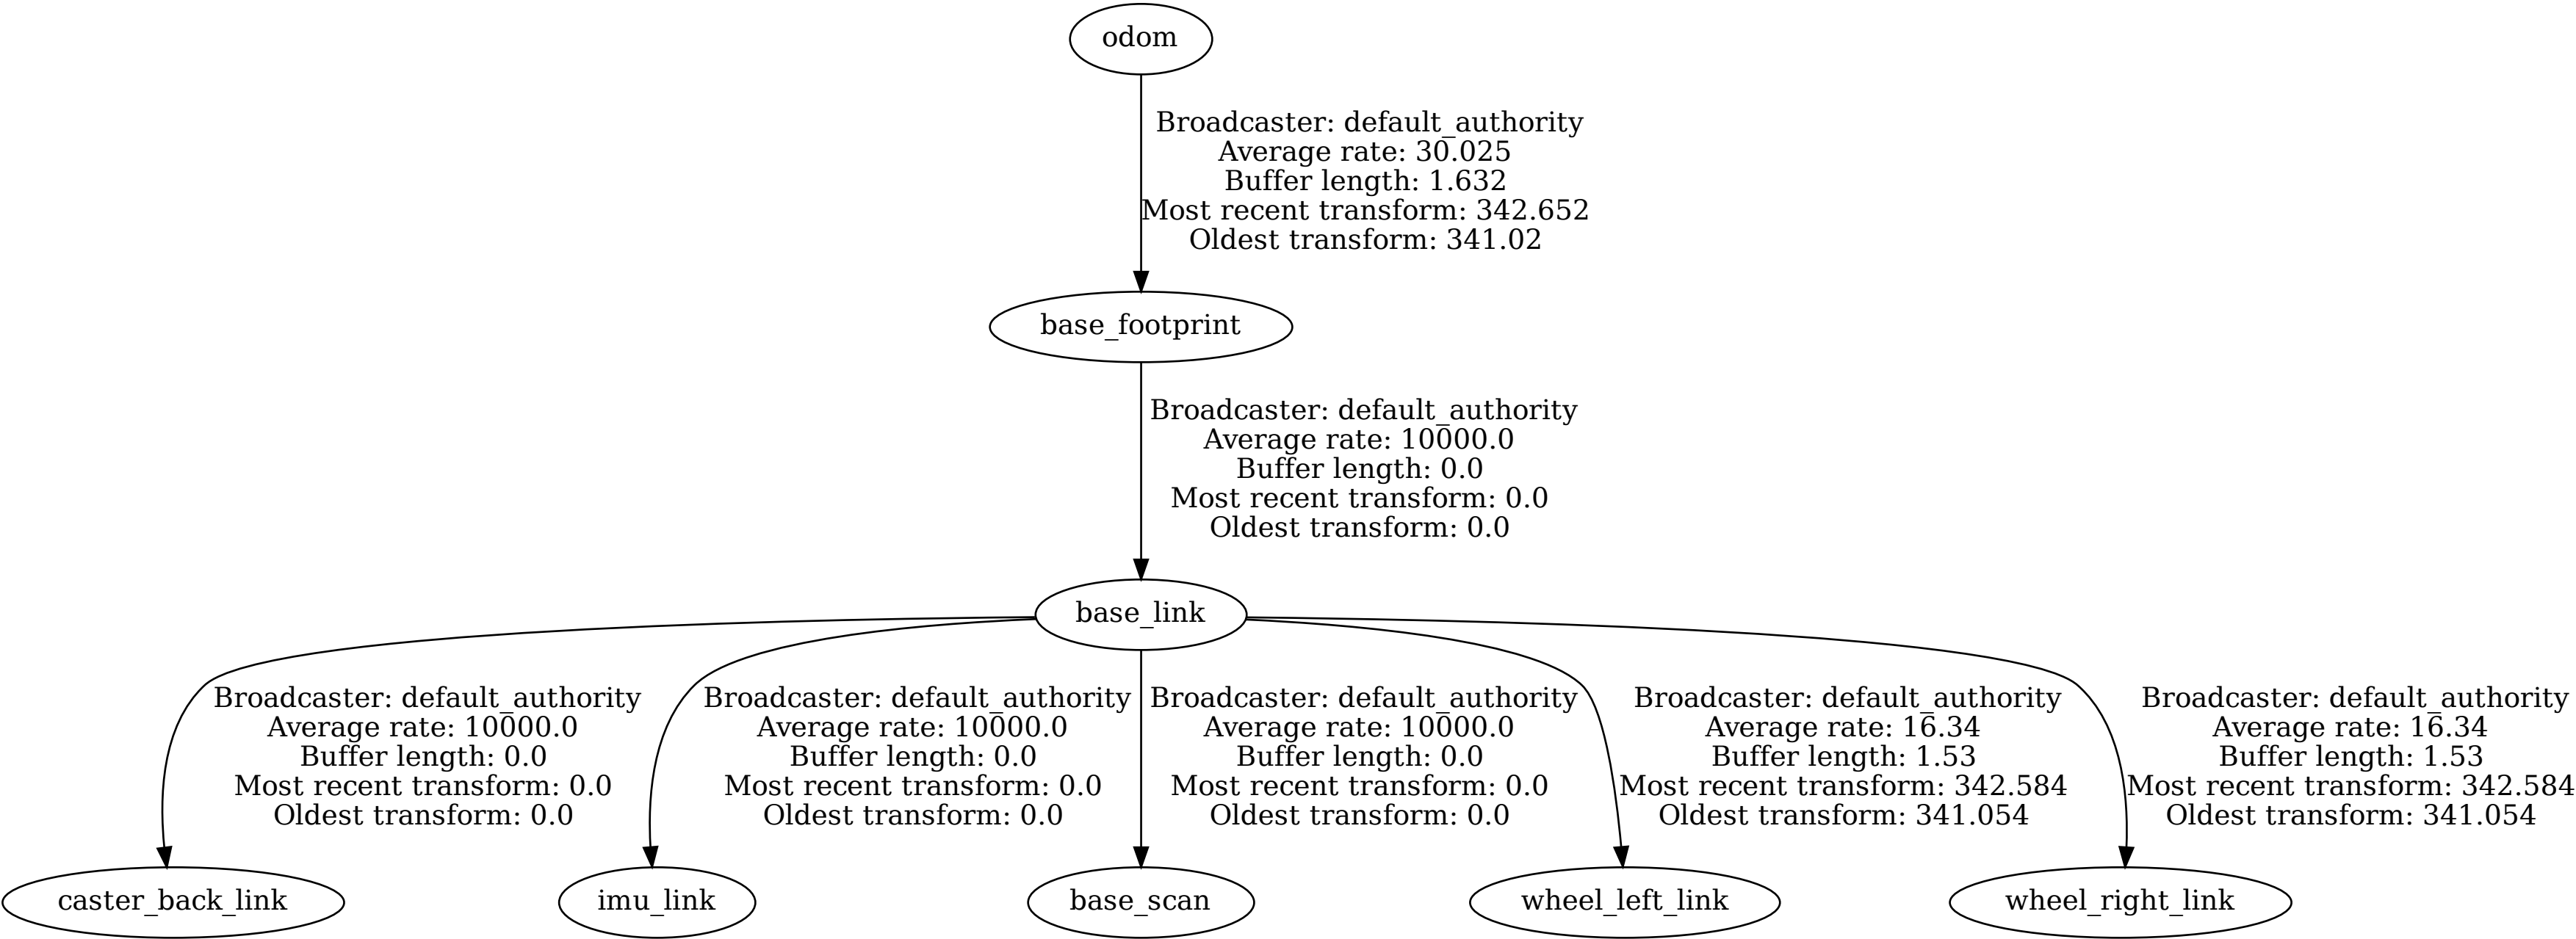 odom
Broadcaster: default_authority
Average rate: 30.025
Buffer length: 1.632
Most recent transform: 342.652
Oldest transform: 341.02
base_footprint
Broadcaster: default_authority
Average rate: 10000.0
Buffer length: 0.0
Most recent transform: 0.0
Oldest transform: 0.0
base_link
Broadcaster: default_authority
Average rate: 10000.0
Buffer length: 0.0
Most recent transform: 0.0
Oldest transform: 0.0
Broadcaster: default_authority
Average rate: 10000.0
Buffer length: 0.0
Most recent transform: 0.0
Oldest transform: 0.0
Broadcaster: default_authority
Average rate: 10000.0
Buffer length: 0.0
Most recent transform: 0.0
Oldest transform: 0.0
Broadcaster: default_authority
Average rate: 16.34
Buffer length: 1.53
Most recent transform: 342.584
Oldest transform: 341.054
Broadcaster: default_authority
Average rate: 16.34
Buffer length: 1.53
Most recent transform: 342.584
Oldest transform: 341.054
caster_back_link
imu_link
base_scan
wheel_left_link
wheel_right_link